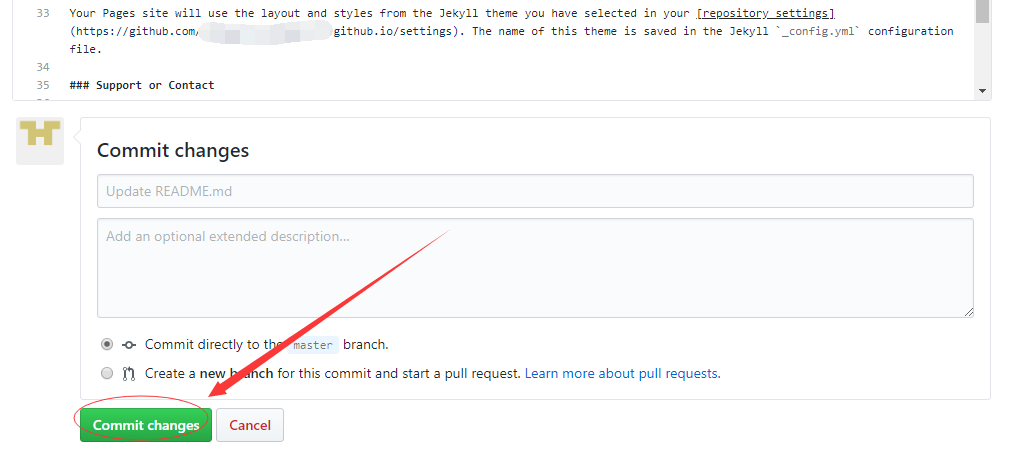 33 Your Pages site will use the layout and styles from the Jekyll theme you have selected in your [repository settings]
(https://github.com/ github.io/settings). The name of this theme is saved in the Jekyll `_config.yml` configuration
file.
34
35 ### Support or Contact
Commit changes
Update README.md
Add an optional extended description...
Commit directly to the master branch.
Create a new branch for this commit and start a pull request. Learn more about pull requests.
Commit changes Cancel